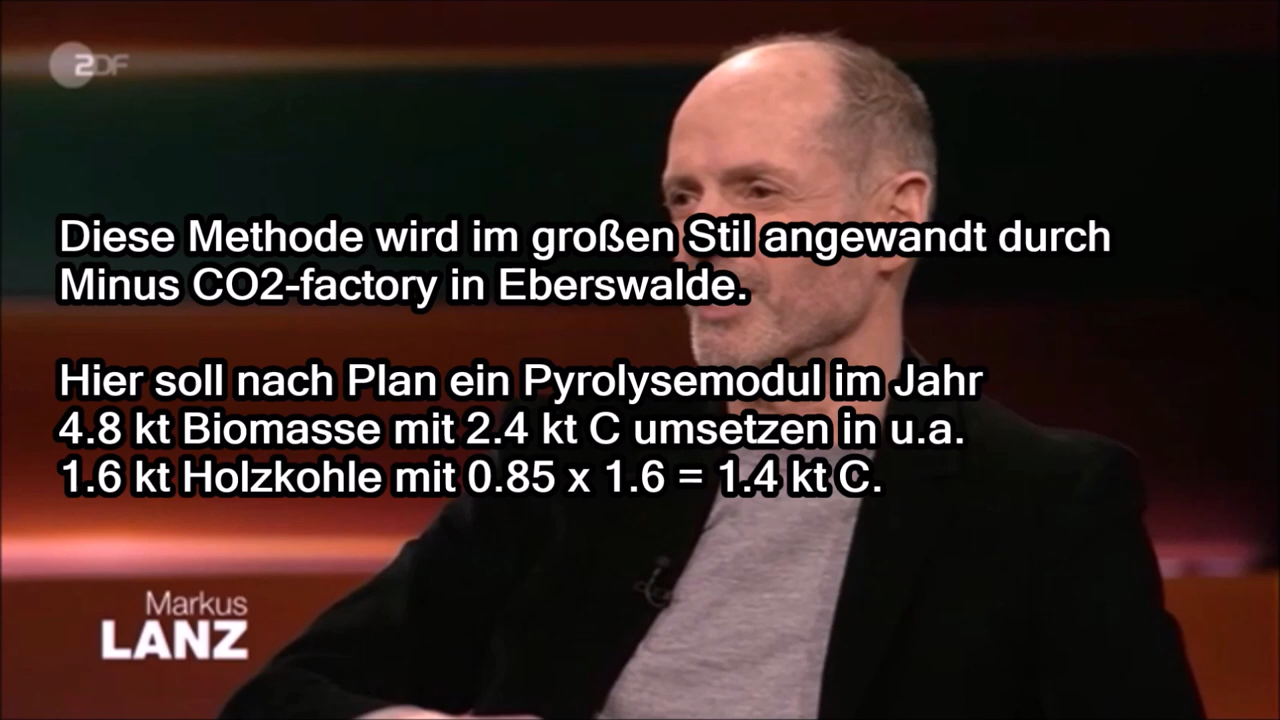 ZDF
Diese Methode wird im großen Stil angewandt durch
Minus CO2-factory in Eberswalde.
Hier soll nach Plan ein Pyrolysemodul im Jahr
4.8 kt Biomasse mit 2.4 kt C umsetzen in u.a.
1.6 kt Holzkohle mit 0.85 x 1.6 = 1.4 kt C.
Markus
LANZ